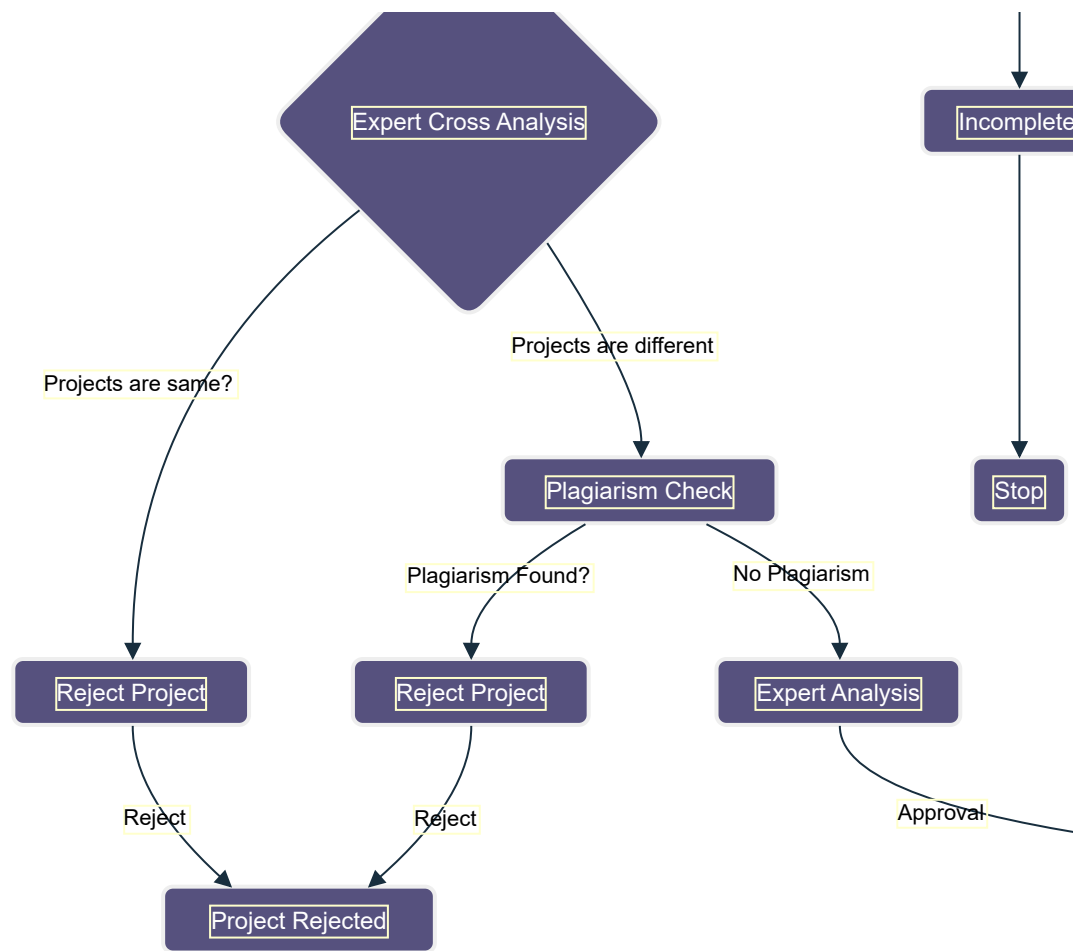 Expert Cross Analysis
Incomplete
Projects are different
Projects are same?
Plagiarism Check
Stop
Plagiarism Found?
No Plagiarism
Reject Project
Reject Project
Expert Analysis
Reject
Reject
Approval
Project Rejected